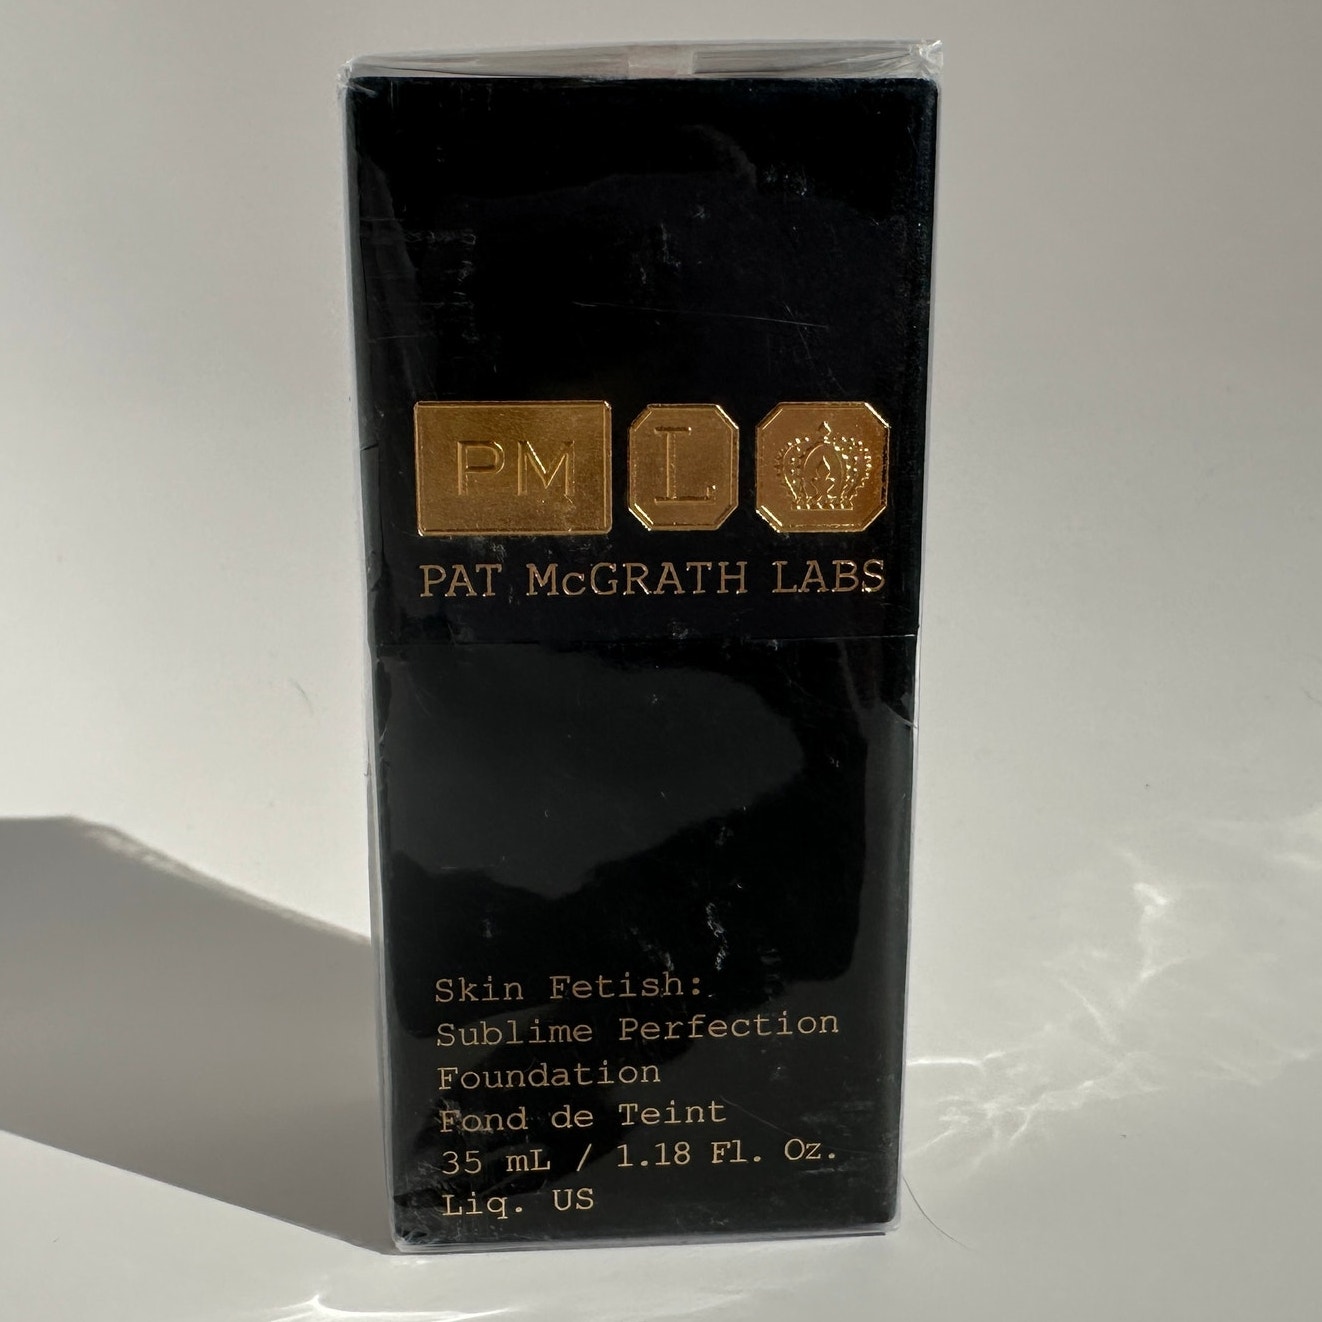 PM L
PAT McGRATH LABS
Skin Fetish:
Sublime Perfection
Foundation
Fond de Teint
35 mL / 1.18 Fl. Oz.
Liq. US